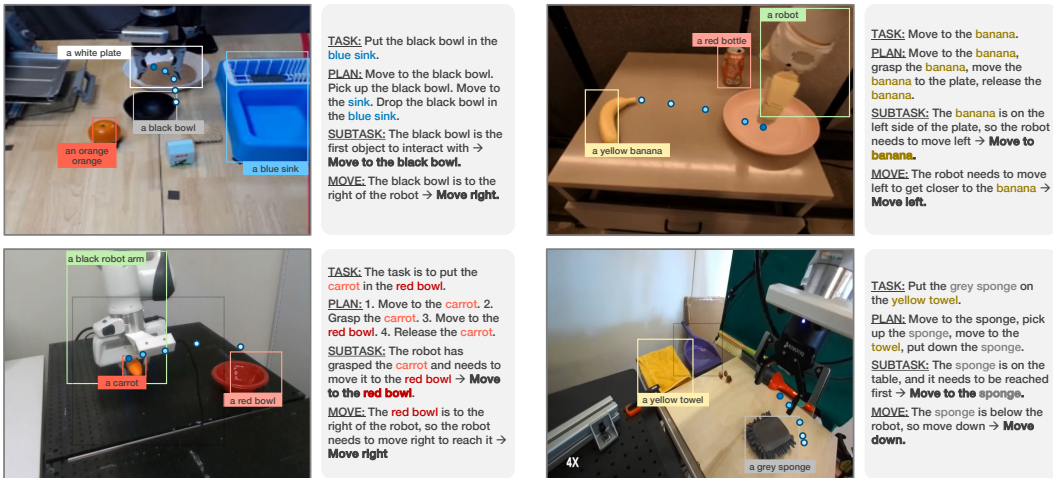 a white plate
a black bowl
an orange
orange
a blue sink
TASK: Put the black bowl in the
blue sink.
PLAN: Move to the black bowl.
Pick up the black bowl. Move to
the sink. Drop the black bowl in
the blue sink.
SUBTASK: The black bowl is the
first object to interact with →
Move to the black bowl.
MOVE: The black bowl is to the
right of the robot → Move right.
a robot
a red bottle
a yellow banana
TASK: Move to the banana.
PLAN: Move to the banana,
grasp the banana, move the
banana to the plate, release the
banana.
SUBTASK: The banana is on the
left side of the plate, so the robot
needs to move left → Move to
banana.
MOVE: The robot needs to move
left to get closer to the banana →
Move left.
a black robot arm
a carrot
a red bowl
TASK: The task is to put the
carrot in the red bowl.
PLAN: 1. Move to the carrot. 2.
Grasp the carrot. 3. Move to the
red bowl. 4. Release the carrot.
SUBTASK: The robot has
grasped the carrot and needs to
move it to the red bowl → Move
to the red bowl.
MOVE: The red bowl is to the
right of the robot, so the robot
needs to move right to reach it →
Move right
a yellow towel
a grey sponge
4X
TASK: Put the grey sponge on
the yellow towel.
PLAN: Move to the sponge, pick
up the sponge, move to the
towel, put down the sponge.
SUBTASK: The sponge is on the
table, and it needs to be reached
first → Move to the sponge.
MOVE: The sponge is below the
robot, so move down → Move
down.